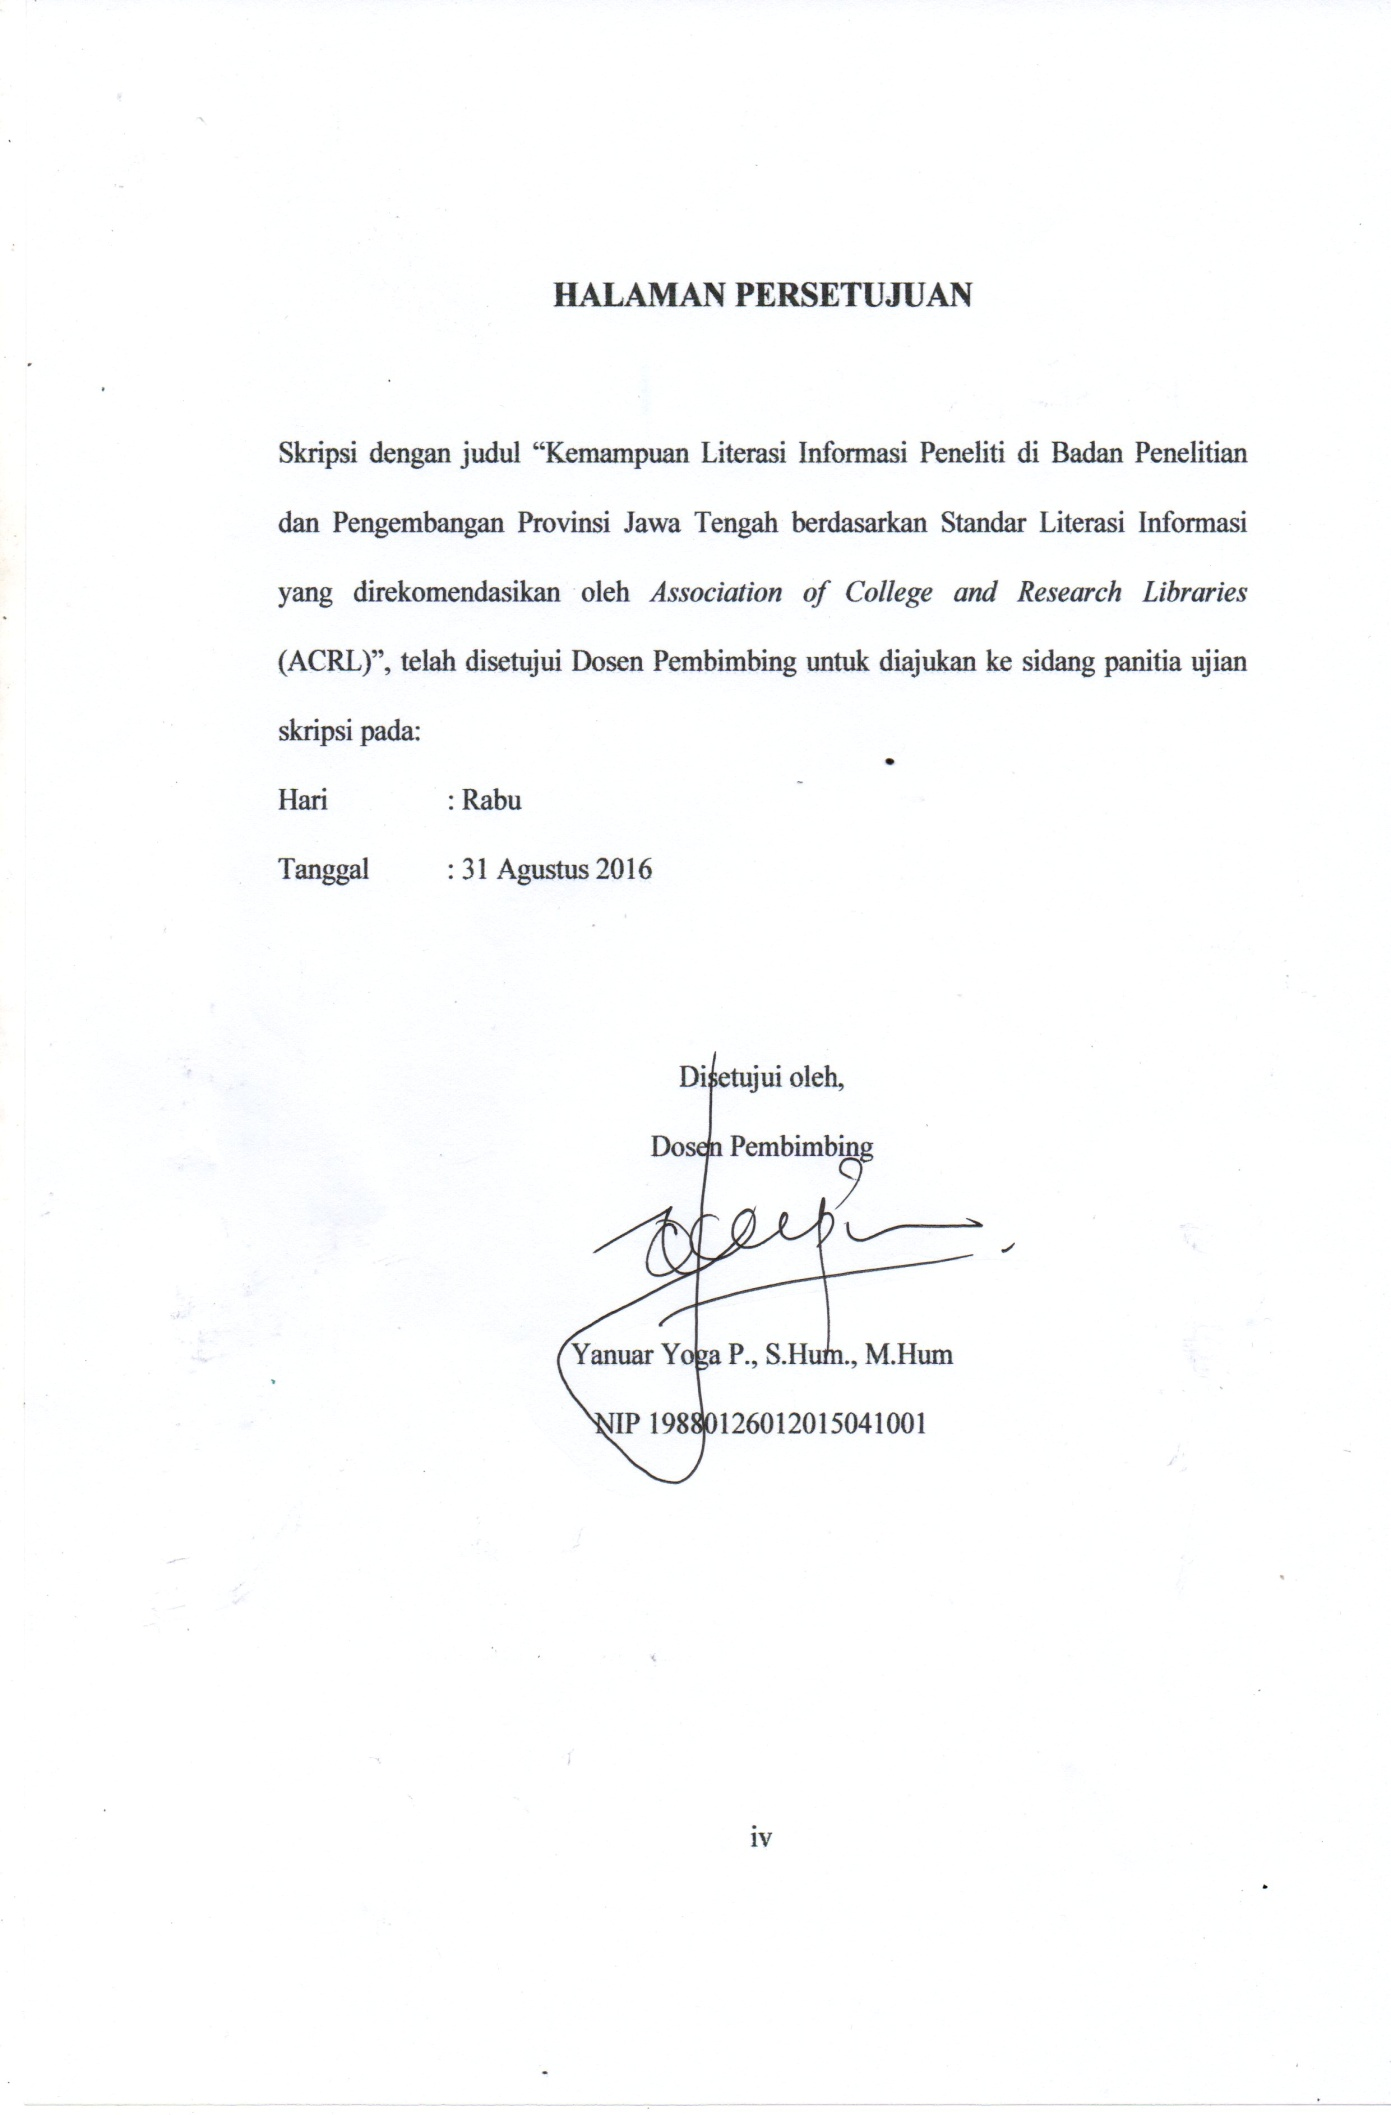 HALAMAN PERSETUJUAN
Skripsi dengan judul “Kemampuan Literasi Informasi Peneliti di Badan Penelitian
dan Pengembangan Provinsi Jawa Tengah berdasarkan Standar Literasi Informasi
yang direkomendasikan oleh Association of College and Research Libraries
(ACRL)”, telah disetujui Dosen Pembimbing untuk diajukan ke sidang panitia ujian
skripsi pada:
Hari : Rabu
Tanggal : 31 Agustus 2016
Disetujui oleh,
Dosen Pembimbing
Yanuar Yoga P., S.Hum., M.Hum
NIP 19880126012015041001
iv